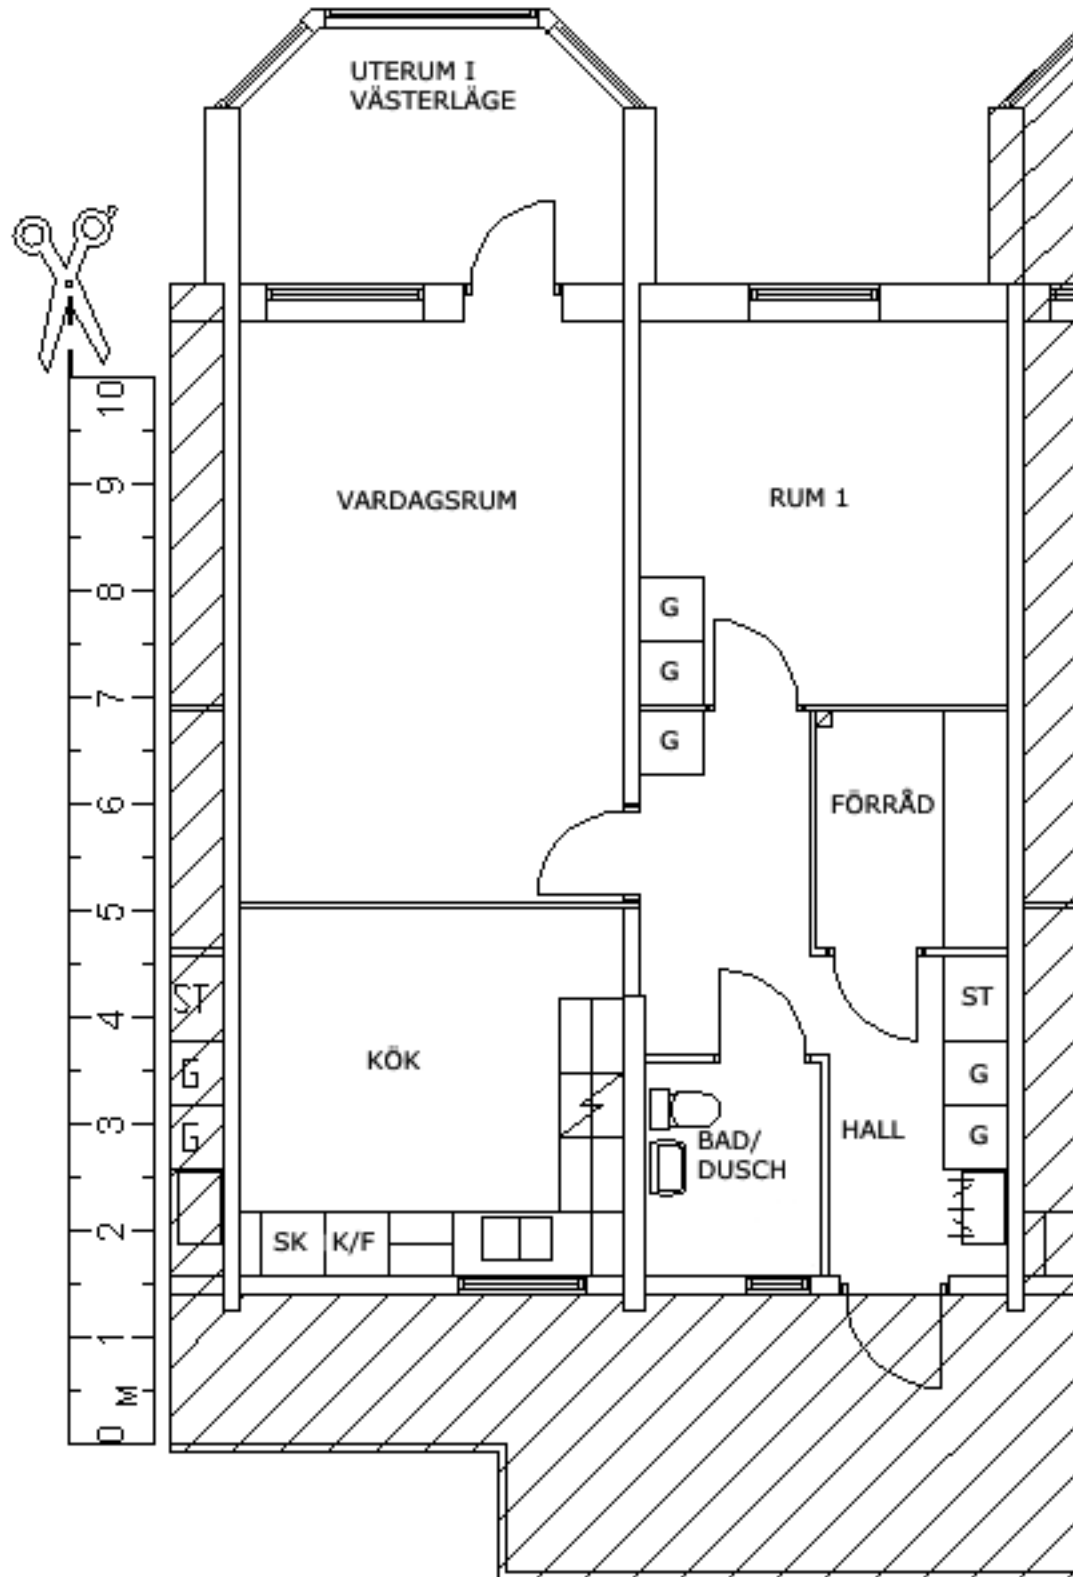 UTERUM I
VÄSTERLÄGE
10
9
8
7
6
5
4
3
2
1
M
0
VARDAGSRUM
RUM 1
G
G
G
FÖRRÅD
ST
G
G
KÖK
ST
G
G
HALL
BAD/
DUSCH
SK K/F